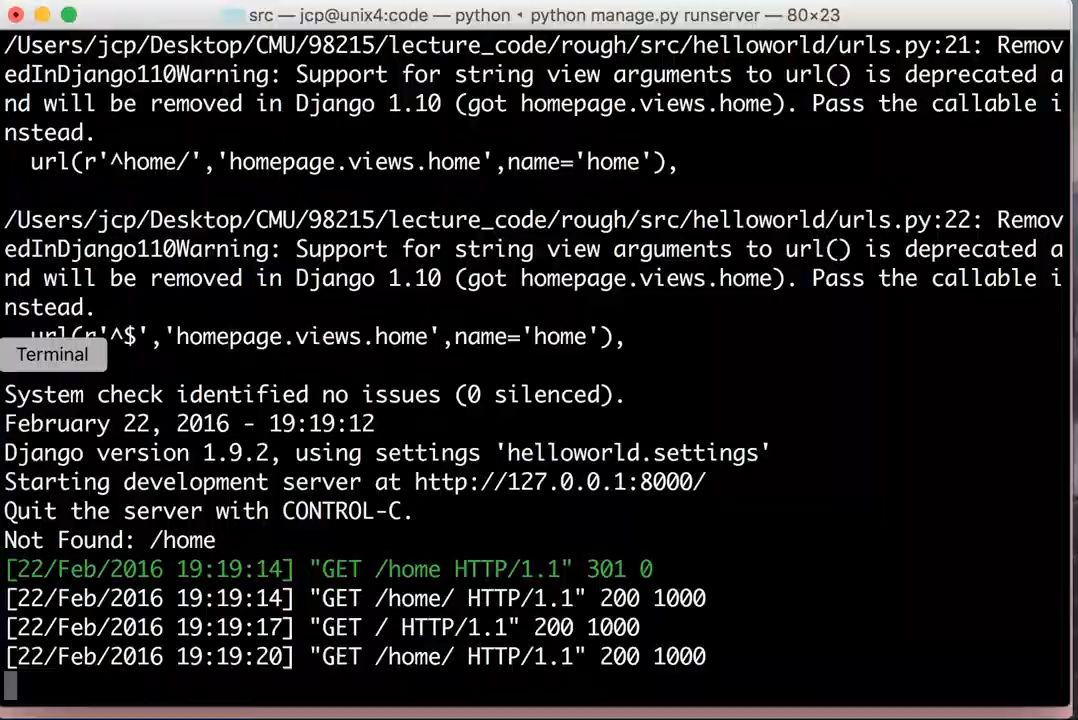 src — jcp@unix4:code — python • python manage.py runserver — 80×23
/Users/jcp/Desktop/CMU/98215/lecture_code/rough/src/helloworld/urls.py:21: Remov
edInDjango110Warning: Support for string view arguments to url() is deprecated a
nd will be removed in Django 1.10 (got homepage.views.home). Pass the callable i
nstead.
  url(r'^home/','homepage.views.home',name='home'),
/Users/jcp/Desktop/CMU/98215/lecture_code/rough/src/helloworld/urls.py:22: Remov
edInDjango110Warning: Support for string view arguments to url() is deprecated a
nd will be removed in Django 1.10 (got homepage.views.home). Pass the callable i
nstead.
  url(r'^$','homepage.views.home',name='home'),
Terminal
System check identified no issues (0 silenced).
February 22, 2016 - 19:19:12
Django version 1.9.2, using settings 'helloworld.settings'
Starting development server at http://127.0.0.1:8000/
Quit the server with CONTROL-C.
Not Found: /home
[22/Feb/2016 19:19:14] "GET /home HTTP/1.1" 301 0
[22/Feb/2016 19:19:14] "GET /home/ HTTP/1.1" 200 1000
[22/Feb/2016 19:19:17] "GET / HTTP/1.1" 200 1000
[22/Feb/2016 19:19:20] "GET /home/ HTTP/1.1" 200 1000